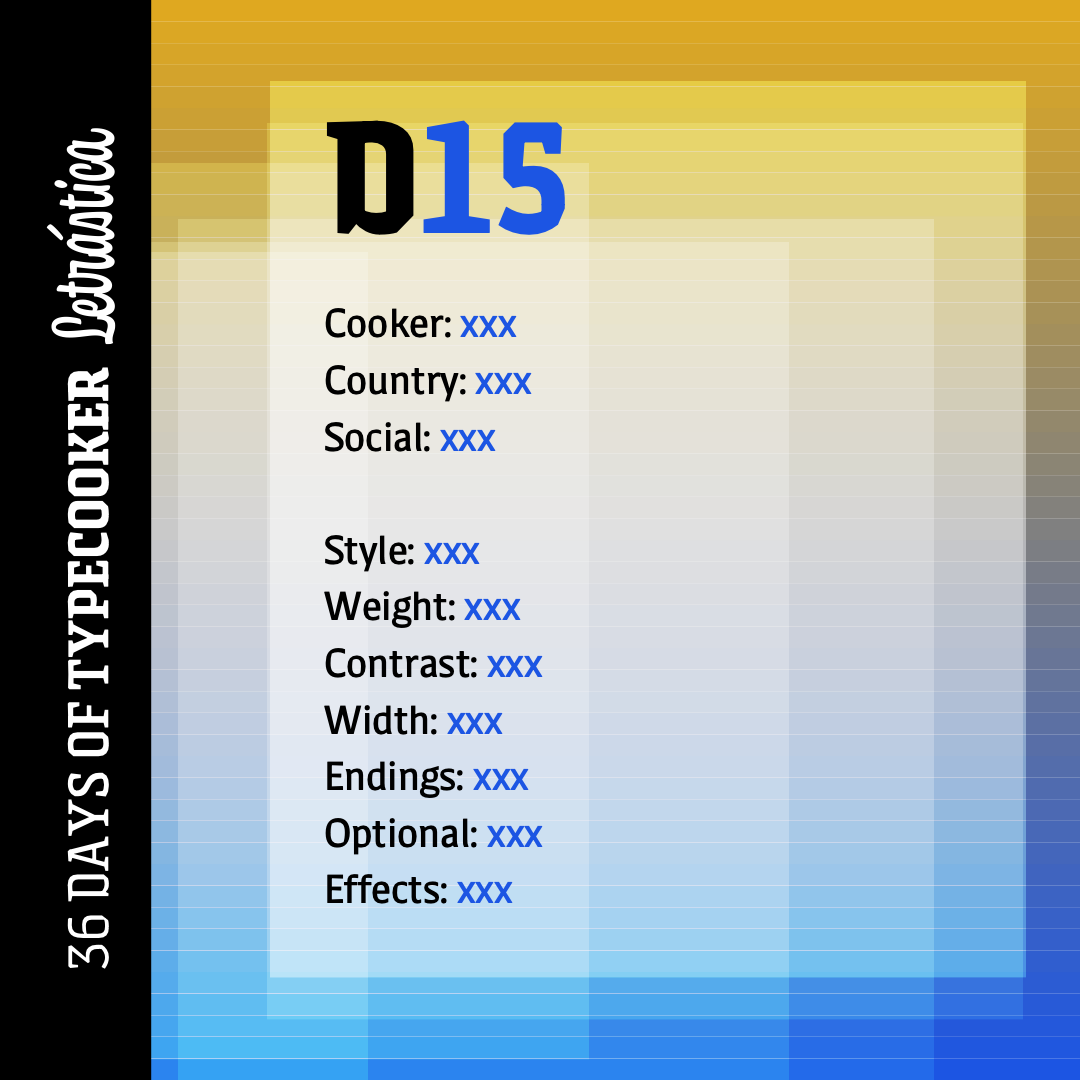 36 DAYS OF TYPECOOKER Letrástica
D15
Cooker: xxx
Country: xxx
Social: xxx
Style: xxx
Weight: xxx
Contrast: xxx
Width: xxx
Endings: xxx
Optional: xxx
Effects: xxx